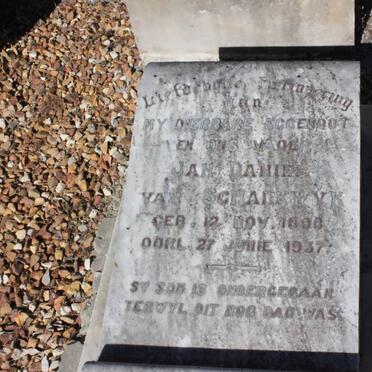 Liefdevolle Herinnering
aan
MY DIERBARE EGGENOOT
EN ONS VADER
JAN DANIEL
VAN SCHALKWYK
GEB. 12 NOV. 1888
OORL. 27 JUNIE 1937
SY SON IS ONDERGEGAAN
TERWYL DIT NOG DAG WAS.